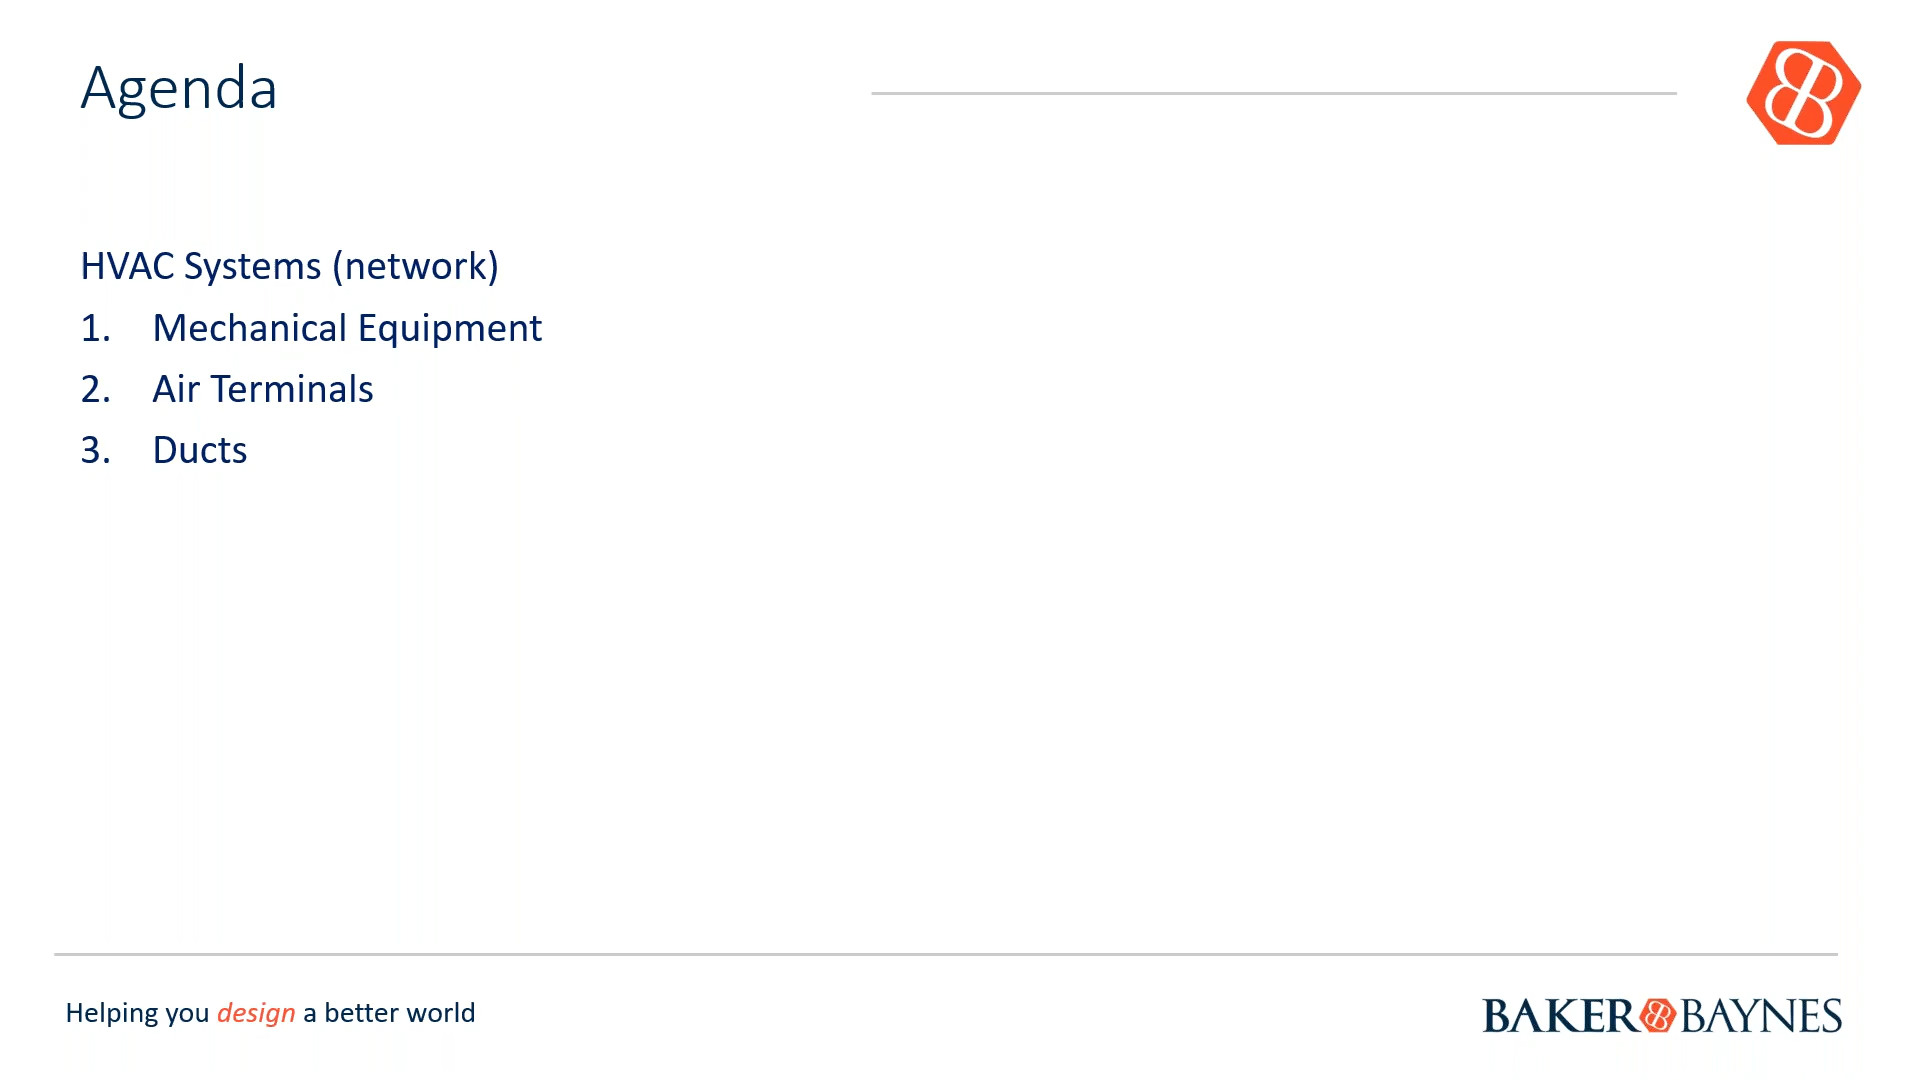 Agenda
HVAC Systems (network)
1. Mechanical Equipment
2. Air Terminals
3. Ducts
Helping you design a better world
BAKER BAYNES